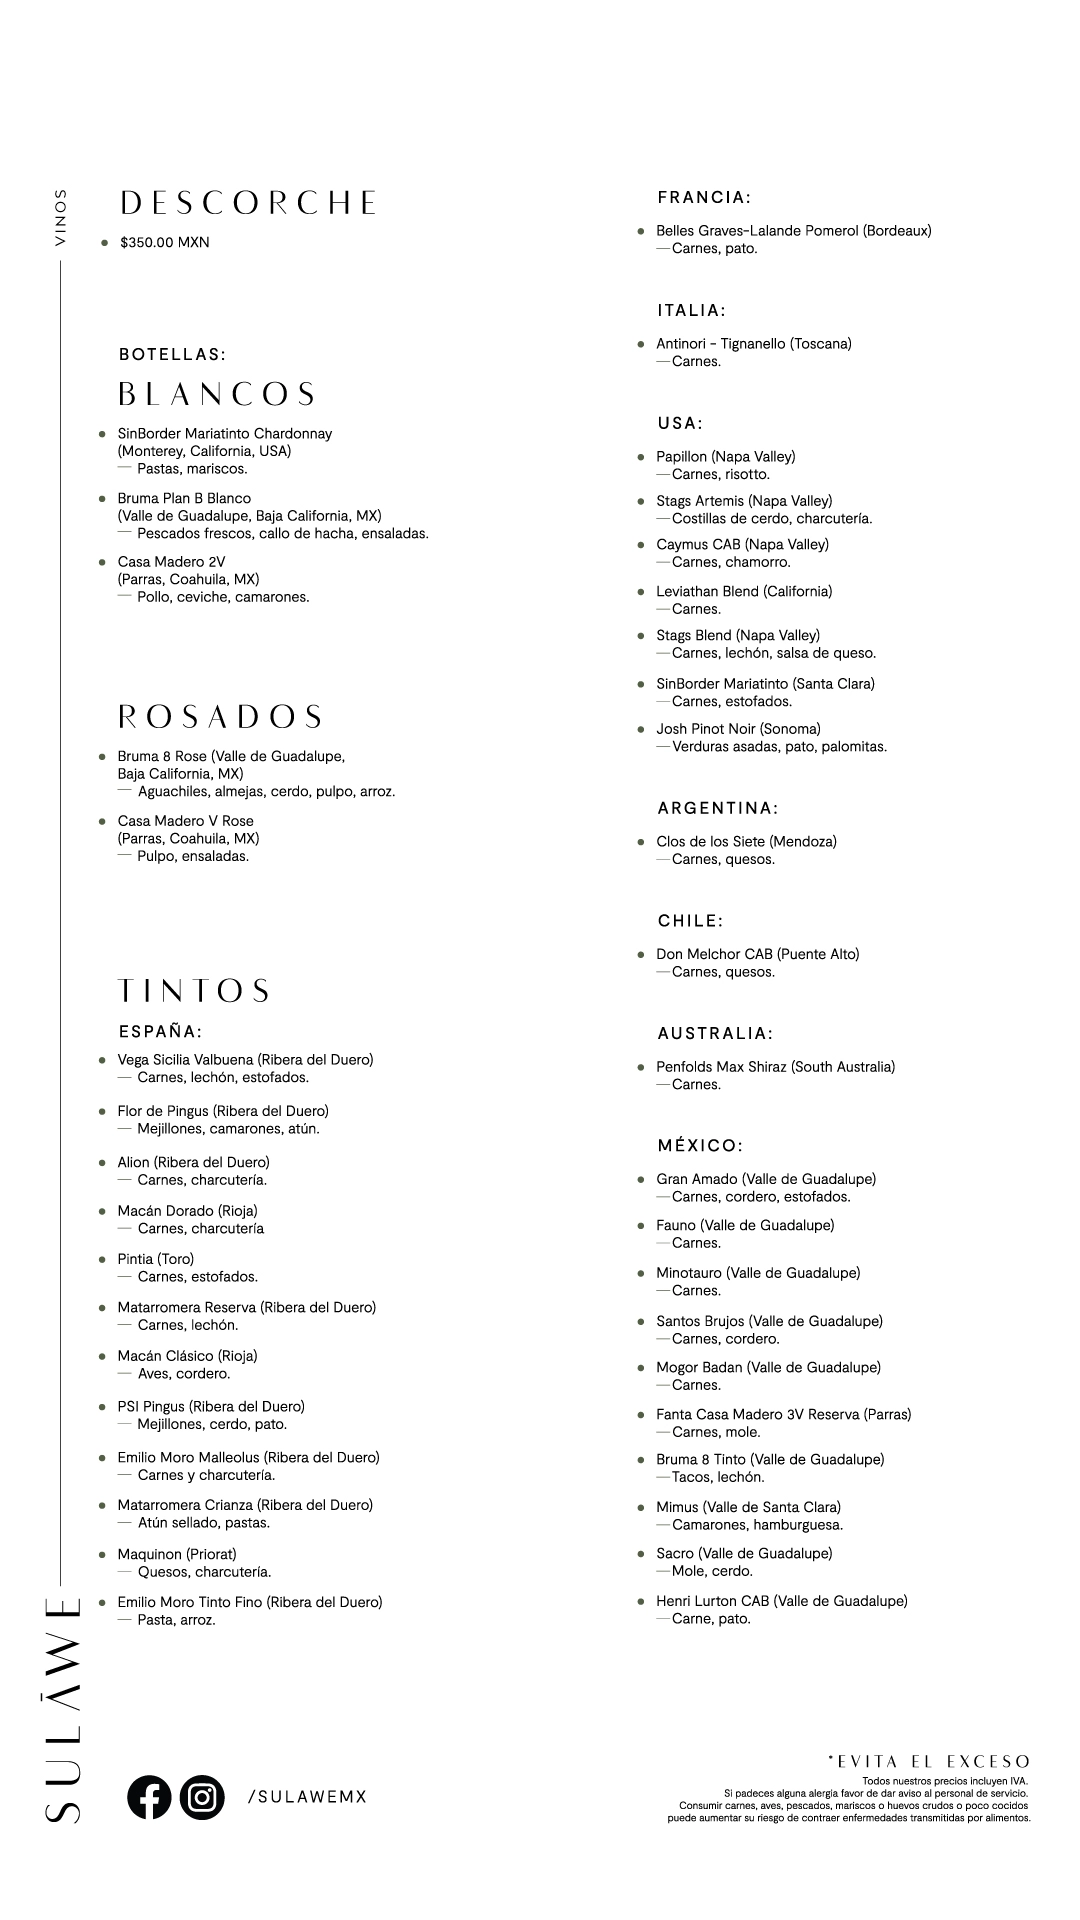 VINOS
DESCORCHE
$350.00 MXN
BOTELLAS:
BLANCOS
SinBorder Mariatinto Chardonnay
(Monterey, California, USA)
— Pastas, mariscos.
Bruma Plan B Blanco
(Valle de Guadalupe, Baja California, MX)
— Pescados frescos, callo de hacha, ensaladas.
Casa Madero 2V
(Parras, Coahuila, MX)
— Pollo, ceviche, camarones.
ROSADOS
Bruma 8 Rose (Valle de Guadalupe,
Baja California, MX)
— Aguachiles, almejas, cerdo, pulpo, arroz.
Casa Madero V Rose
(Parras, Coahuila, MX)
— Pulpo, ensaladas.
TINTOS
ESPAÑA:
Vega Sicilia Valbuena (Ribera del Duero)
— Carnes, lechón, estofados.
Flor de Pingus (Ribera del Duero)
— Mejillones, camarones, atún.
Alion (Ribera del Duero)
— Carnes, charcutería.
Macán Dorado (Rioja)
— Carnes, charcutería
Pintia (Toro)
— Carnes, estofados.
Matarromera Reserva (Ribera del Duero)
— Carnes, lechón.
Macán Clásico (Rioja)
— Aves, cordero.
PSI Pingus (Ribera del Duero)
— Mejillones, cerdo, pato.
Emilio Moro Malleolus (Ribera del Duero)
— Carnes y charcutería.
Matarromera Crianza (Ribera del Duero)
— Atún sellado, pastas.
Maquinon (Priorat)
— Quesos, charcutería.
Emilio Moro Tinto Fino (Ribera del Duero)
— Pasta, arroz.
FRANCIA:
Belles Graves-Lalande Pomerol (Bordeaux)
—Carnes, pato.
ITALIA:
Antinori - Tignanello (Toscana)
—Carnes.
USA:
Papillon (Napa Valley)
—Carnes, risotto.
Stags Artemis (Napa Valley)
—Costillas de cerdo, charcutería.
Caymus CAB (Napa Valley)
—Carnes, chamorro.
Leviathan Blend (California)
—Carnes.
Stags Blend (Napa Valley)
—Carnes, lechón, salsa de queso.
SinBorder Mariatinto (Santa Clara)
—Carnes, estofados.
Josh Pinot Noir (Sonoma)
—Verduras asadas, pato, palomitas.
ARGENTINA:
Clos de los Siete (Mendoza)
—Carnes, quesos.
CHILE:
Don Melchor CAB (Puente Alto)
—Carnes, quesos.
AUSTRALIA:
Penfolds Max Shiraz (South Australia)
—Carnes.
MÉXICO:
Gran Amado (Valle de Guadalupe)
—Carnes, cordero, estofados.
Fauno (Valle de Guadalupe)
—Carnes.
Minotauro (Valle de Guadalupe)
—Carnes.
Santos Brujos (Valle de Guadalupe)
—Carnes, cordero.
Mogor Badan (Valle de Guadalupe)
—Carnes.
Fanta Casa Madero 3V Reserva (Parras)
—Carnes, mole.
Bruma 8 Tinto (Valle de Guadalupe)
—Tacos, lechón.
Mimus (Valle de Santa Clara)
—Camarones, hamburguesa.
Sacro (Valle de Guadalupe)
—Mole, cerdo.
Henri Lurton CAB (Valle de Guadalupe)
—Carne, pato.
SULĀWE
/SULAWEMX
*EVITA EL EXCESO
Todos nuestros precios incluyen IVA.
Si padeces alguna alergia favor de dar aviso al personal de servicio.
Consumir carnes, aves, pescados, mariscos o huevos crudos o poco cocidos
puede aumentar su riesgo de contraer enfermedades transmitidas por alimentos.